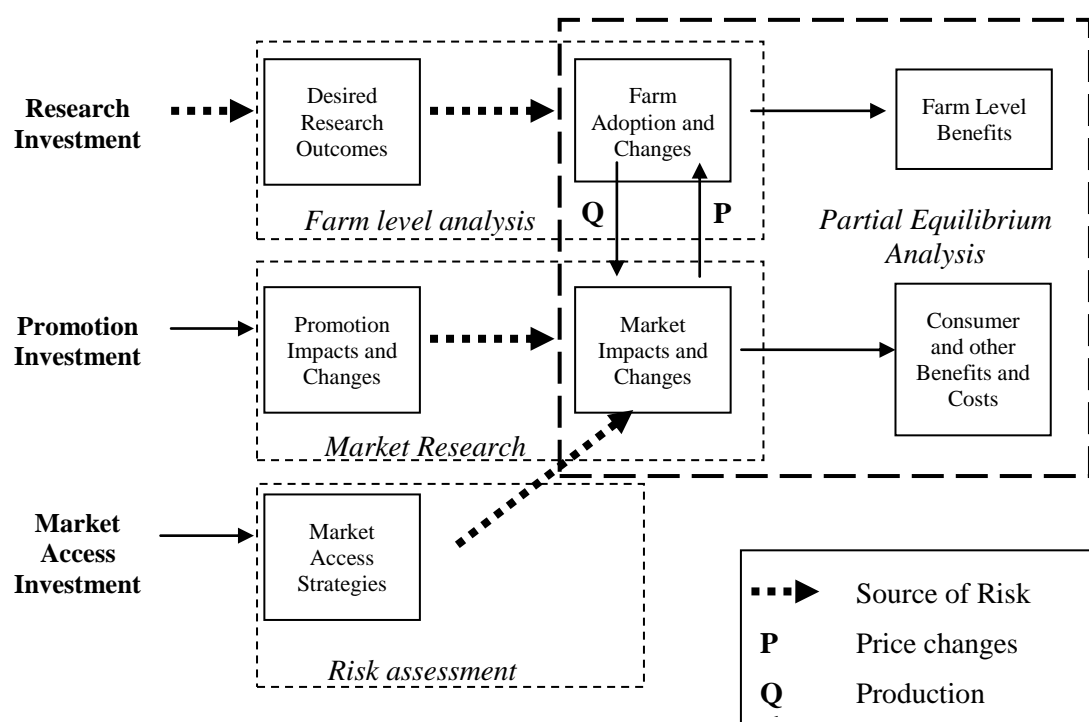 Research
Investment
Desired
Research
Outcomes
Farm
Adoption and
Changes
Farm Level
Benefits
Farm level analysis
Q
P
Partial Equilibrium
Analysis
Promotion
Investment
Promotion
Impacts and
Changes
Market
Impacts and
Changes
Consumer
and other
Benefits and
Costs
Market Research
Market
Access
Investment
Market
Access
Strategies
Risk assessment
Source of Risk
P Price changes
Q Production